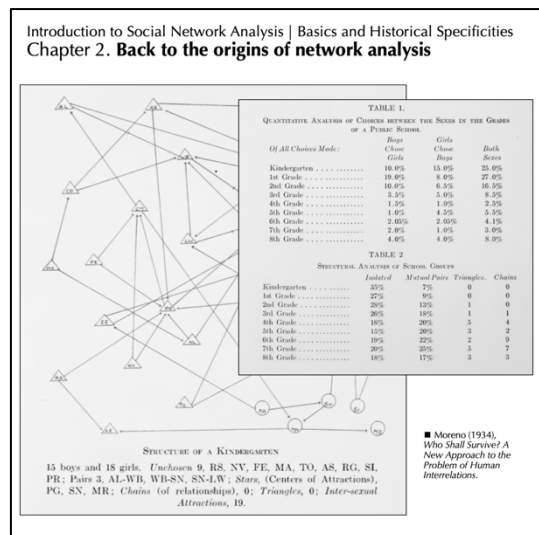 Introduction to Social Network Analysis | Basics and Historical Specificities
Chapter 2. Back to the origins of network analysis
TABLE 1.
QUANTITATIVE ANALYSIS OF CHOICES BETWEEN THE SEXES IN THE GRADES
OF A PUBLIC SCHOOL
Boys Girls
Of All Choices Made: Chose Chose Both
Girls Boys Sexes
Kindergarten 10.0% 15.0% 25.0%
1st Grade 19.0% 8.0% 27.0%
2nd Grade 10.0% 6.5% 16.5%
3rd Grade 3.5% 5.0% 8.5%
4th Grade 1.5% 1.0% 2.5%
5th Grade 1.0% 4.5% 5.5%
6th Grade 2.05% 2.05% 4.1%
7th Grade 2.0% 1.0% 3.0%
8th Grade 4.0% 4.0% 8.0%
TABLE 2
STRUCTURAL ANALYSIS OF SCHOOL GROUPS
Isolated Mutual Pairs Triangles. Chains
Kindergarten 35% 7% 0 0
1st Grade 27% 9% 0 0
2nd Grade 28% 13% 1 0
3rd Grade 26% 18% 1 1
4th Grade 18% 20% 5 4
5th Grade 15% 20% 3 2
6th Grade 19% 22% 2 9
7th Grade 20% 25% 5 7
8th Grade 18% 17% 3 3
STRUCTURE OF A KINDERGARTEN
15 boys and 18 girls. Unchosen 9, RS, NV, FE, MA, TO, AS, RG, SI,
PR; Pairs 3, AL-WB, WB-SN, SN-LW; Stars, (Centers of Attractions),
PG, SN, MR; Chains (of relationships), 0; Triangles, 0; Inter-sexual
Attractions, 19.
■ Moreno (1934),
Who Shall Survive? A
New Approach to the
Problem of Human
Interrelations.